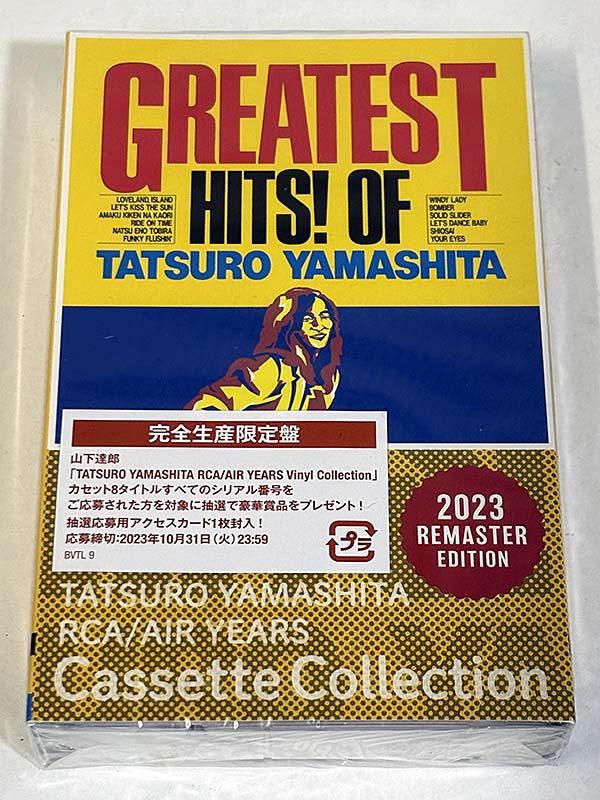 GREATEST
HITS! OF
LOVELAND, ISLAND
LET'S KISS THE SUN
AMAKU KIKEN NA KAORI
RIDE ON TIME
NATSU ENO TOBIRA
FUNKY FLUSHIN'
WINDY LADY
BOMBER
SOLID SLIDER
LET'S DANCE BABY
SHIOSAI
YOUR EYES
TATSURO YAMASHITA
完全生産限定盤
山下達郎
「TATSURO YAMASHITA RCA/AIR YEARS Vinyl Collection」
カセット8タイトルすべてのシリアル番号を
ご応募された方を対象に抽選で豪華賞品をプレゼント!
抽選応募用アクセスカード1枚封入!
応募締切:2023年10月31日(火)23:59
BVTL 9
プラ
2023
REMASTER
EDITION
TATSURO YAMASHITA
RCA/AIR YEARS
Cassette Collection